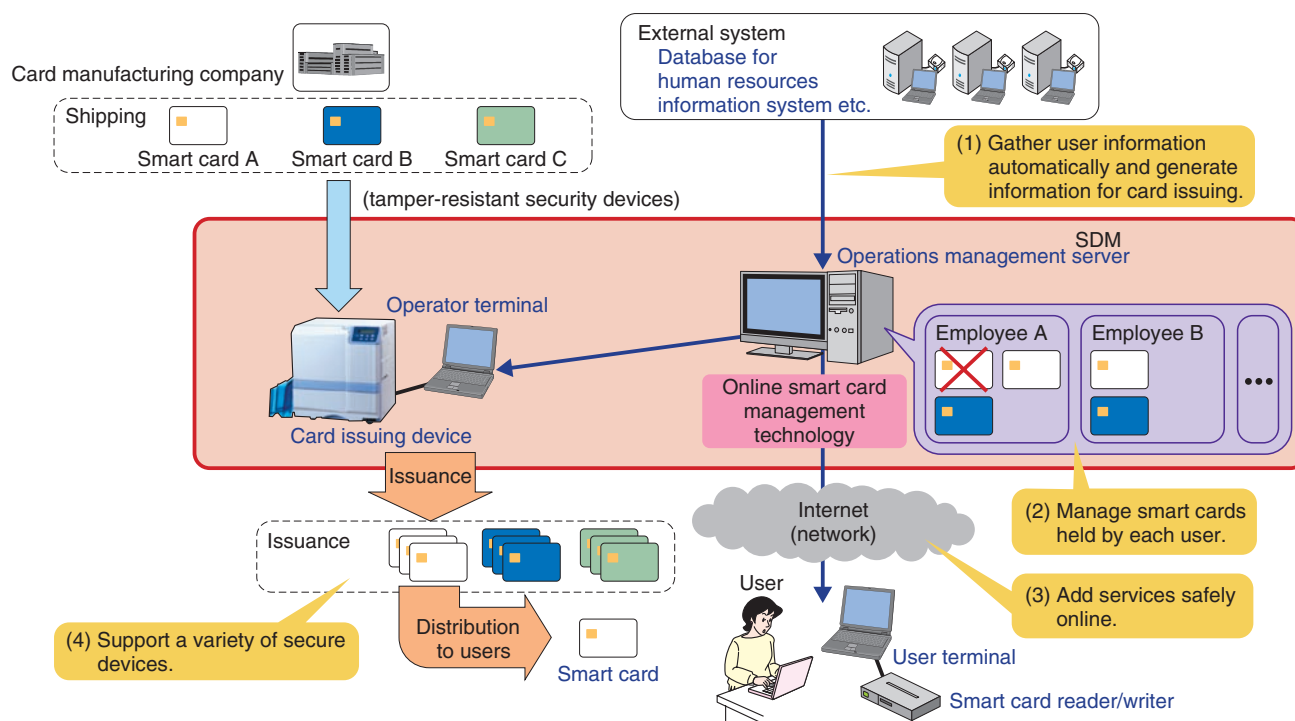 Card manufacturing company
Shipping
Smart card A
Smart card B
Smart card C
(tamper-resistant security devices)
External system
Database for
human resources
information system etc.
(1) Gather user information
automatically and generate
information for card issuing.
SDM
Operations management server
Operator terminal
Card issuing device
Online smart card
management
technology
Employee A
Employee B
•••
(2) Manage smart cards
held by each user.
Issuance
Issuance
Internet
(network)
(3) Add services safely
online.
User
(4) Support a variety of secure
devices.
Distribution
to users
Smart card
User terminal
Smart card reader/writer